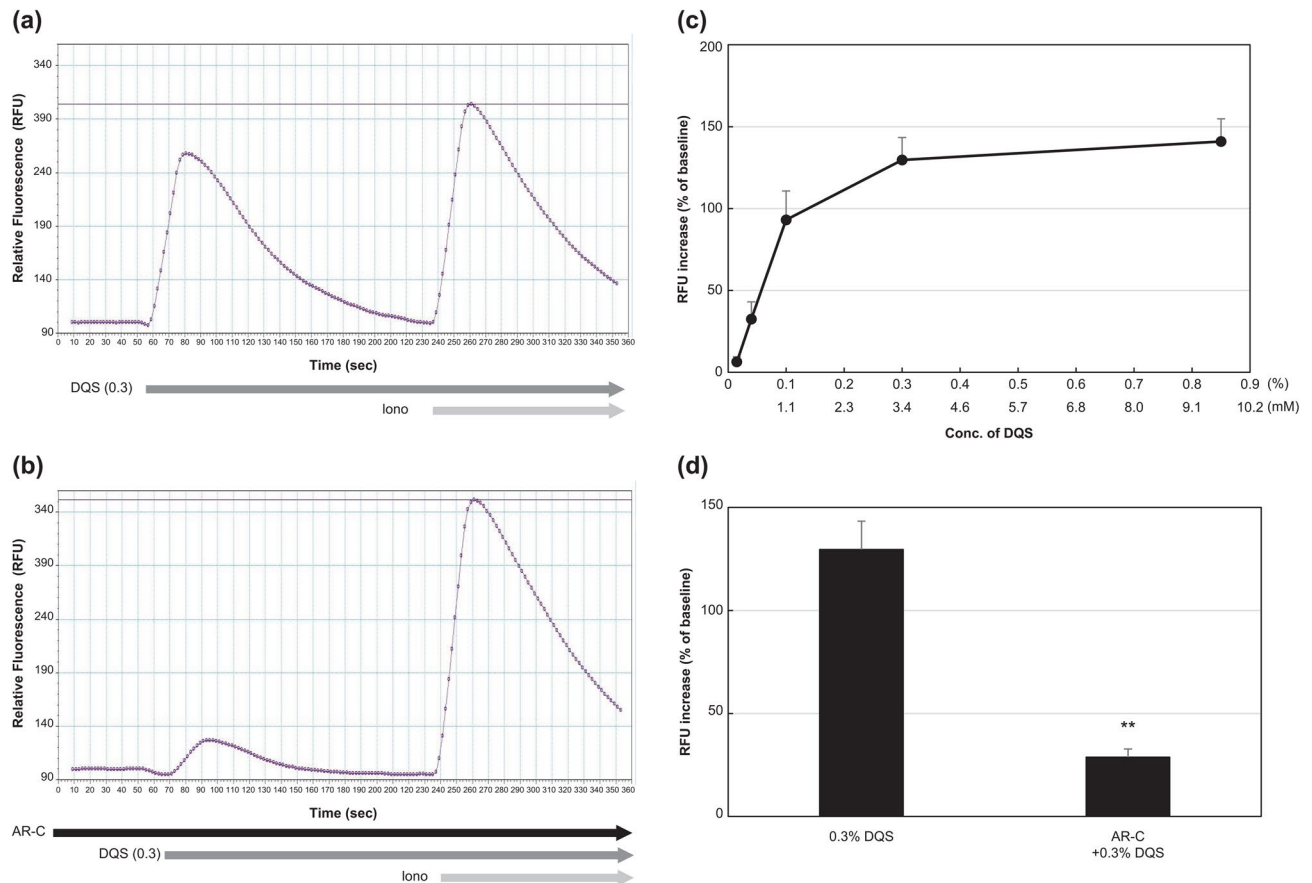 (a)
Relative Fluorescence (RFU)
340
390
240
190
140
90
0 10 20 30 40 50 60 70 80 90 100 110 120 130 140 150 160 170 180 190 200 210 220 230 240 250 260 270 280 290 300 310 320 330 340 350 360
Time (sec)
DQS (0.3)
Iono
(b)
Relative Fluorescence (RFU)
340
390
240
190
140
90
0 10 20 30 40 50 60 70 80 90 100 110 120 130 140 150 160 170 180 190 200 210 220 230 240 250 260 270 280 290 300 310 320 330 340 350 360
Time (sec)
AR-C
DQS (0.3)
Iono
(c)
RFU increase (% of baseline)
200
150
100
50
0
0 0.1 0.2 0.3 0.4 0.5 0.6 0.7 0.8 0.9 (%)
1.1 2.3 3.4 4.6 5.7 6.8 8.0 9.1 10.2 (mM)
Conc. of DQS
(d)
RFU increase (% of baseline)
150
100
50
0
**
0.3% DQS
AR-C
+0.3% DQS